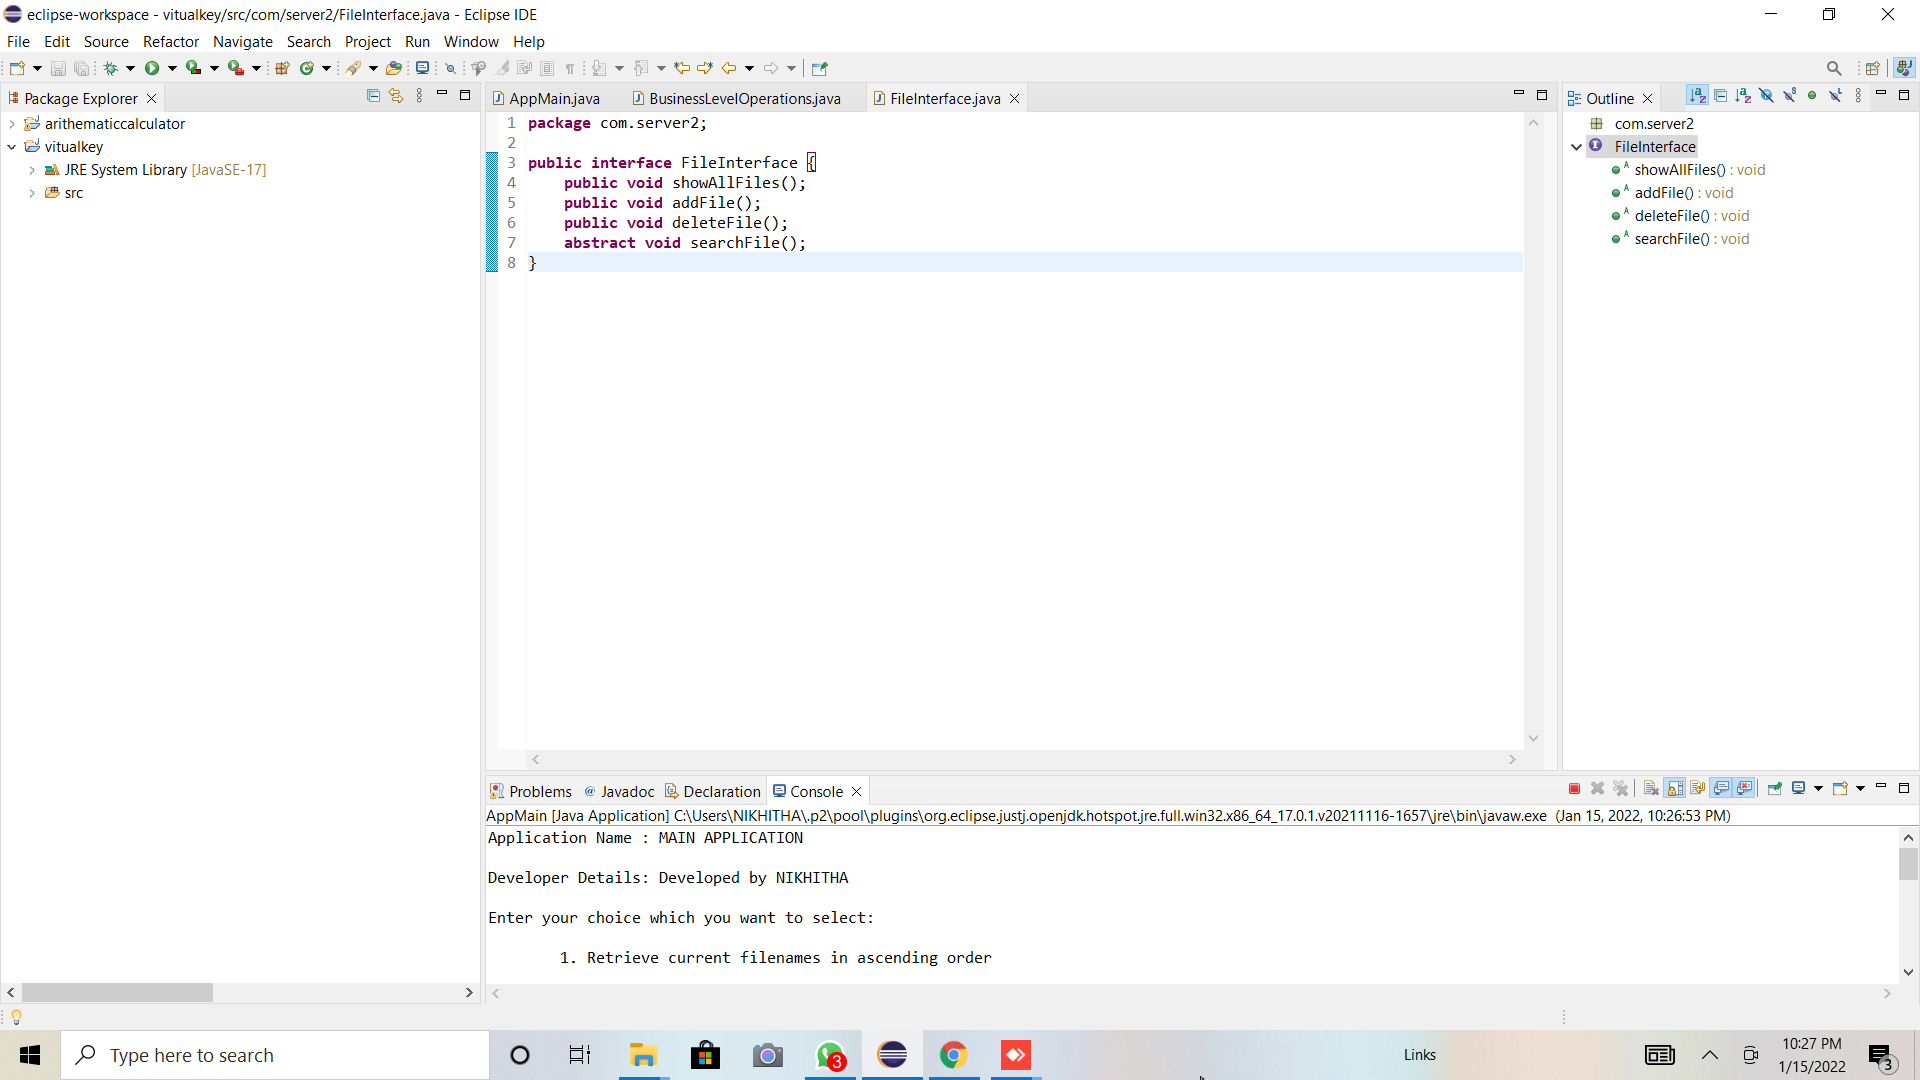 eclipse-workspace - vitualkey/src/com/server2/FileInterface.java - Eclipse IDE
File Edit Source Refactor Navigate Search Project Run Window Help
Package Explorer
arithematiccalculator
vitualkey
JRE System Library [JavaSE-17]
src
AppMain.java BusinessLevelOperations.java FileInterface.java
1 package com.server2;
2
3 public interface FileInterface {
4 public void showAllFiles();
5 public void addFile();
6 public void deleteFile();
7 abstract void searchFile();
8 }
Outline
com.server2
FileInterface
showAllFiles() : void
addFile() : void
deleteFile() : void
searchFile() : void
Problems @ Javadoc Declaration Console
AppMain [Java Application] C:\Users\NIKHITHA\.p2\pool\plugins\org.eclipse.justj.openjdk.hotspot.jre.full.win32.x86_64_17.0.1.v20211116-1657\jre\bin\javaw.exe (Jan 15, 2022, 10:26:53 PM)
Application Name : MAIN APPLICATION
Developer Details: Developed by NIKHITHA
Enter your choice which you want to select:
1. Retrieve current filenames in ascending order
Type here to search
3
Links
10:27 PM
1/15/2022
3